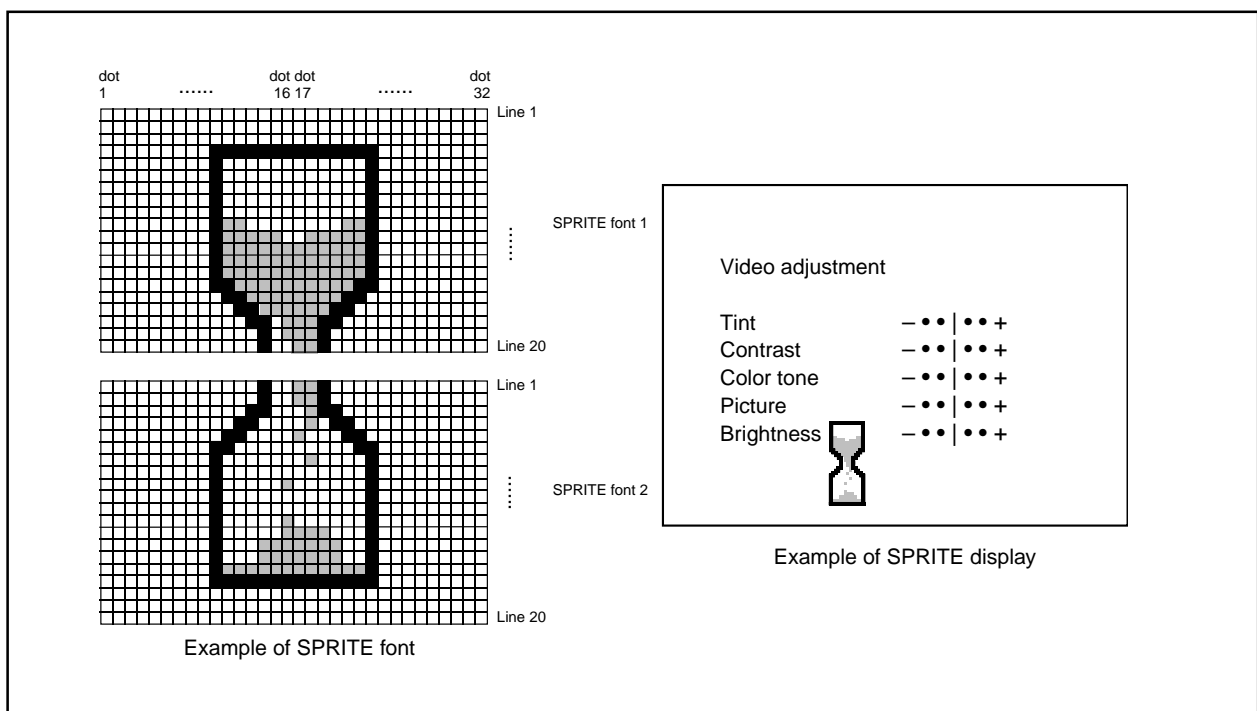 dot dot dot dot
1 ...... 16 17 ...... 32
Line 1
SPRITE font 1
Line 20
Line 1
SPRITE font 2
Line 20
Example of SPRITE font
Video adjustment
Tint – • • | • • +
Contrast – • • | • • +
Color tone – • • | • • +
Picture – • • | • • +
Brightness – • • | • • +
Example of SPRITE display